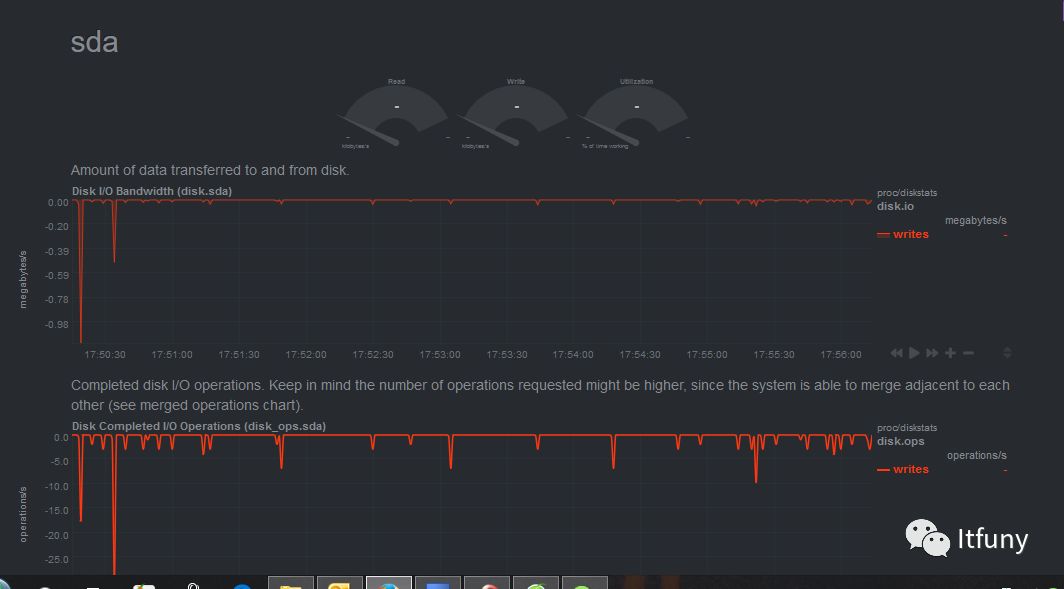 sda
Read
Write
Utilization
-
-
-
- -
- -
- -
kilobytes/s
kilobytes/s
% of time working
Amount of data transferred to and from disk.
Disk I/O Bandwidth (disk.sda)
0.00
-0.20
-0.39
-0.59
-0.78
-0.98
megabytes/s
17:50:30 17:51:00 17:51:30 17:52:00 17:52:30 17:53:00 17:53:30 17:54:00 17:54:30 17:55:00 17:55:30 17:56:00
proc/diskstats
disk.io
megabytes/s
writes -
Completed disk I/O operations. Keep in mind the number of operations requested might be higher, since the system is able to merge adjacent to each
other (see merged operations chart).
Disk Completed I/O Operations (disk_ops.sda)
0.0
-5.0
-10.0
-15.0
-20.0
-25.0
operations/s
proc/diskstats
disk.ops
operations/s
writes -
Itfuny